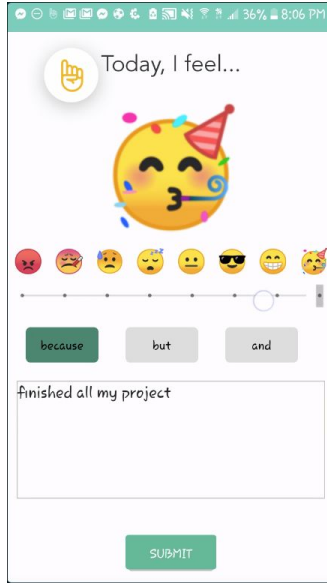 36% 8:06 PM
Today, I feel...
because but and
finished all my project
SUBMIT